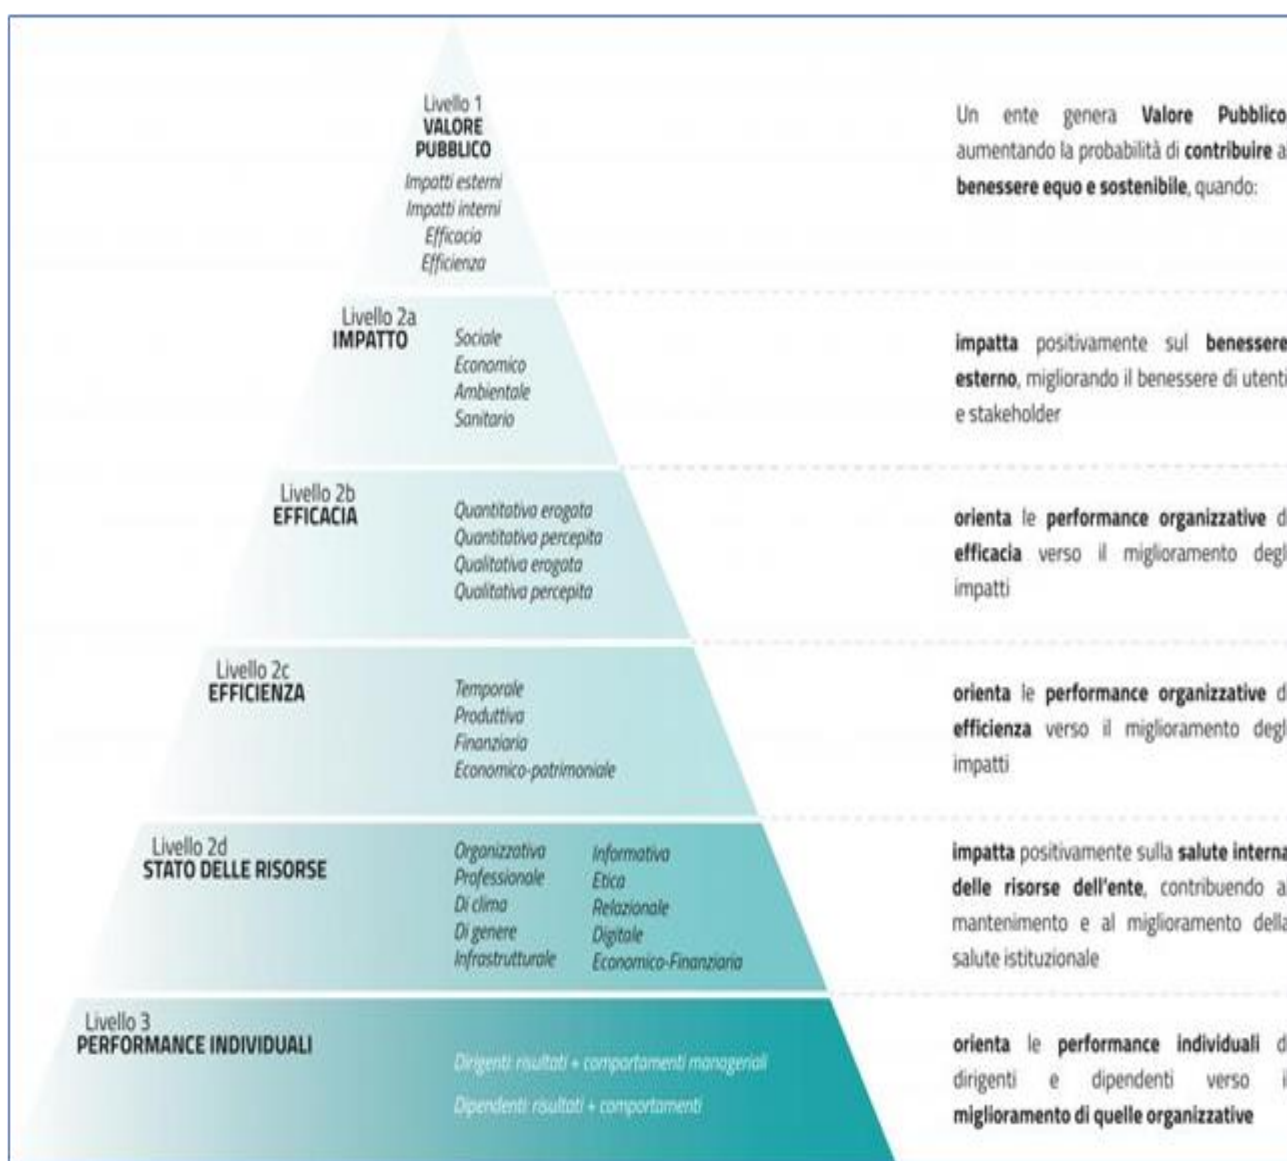 Livello 1
VALORE
PUBBLICO
Impatti esterni
Impatti interni
Efficacia
Efficienza
Un ente genera Valore Pubblico
aumentando la probabilità di contribuire a
benessere equo e sostenibile, quando:
Livello 2a
IMPATTO
Sociale
Economico
Ambientale
Sanitario
impatta positivamente sul benessere
esterno, migliorando il benessere di utenti
e stakeholder
Livello 2b
EFFICACIA
Quantitativa erogata
Quantitativa percepita
Qualitativa erogata
Qualitativa percepita
orienta le performance organizzative d
efficacia verso il miglioramento degl
impatti
Livello 2c
EFFICIENZA
Temporale
Produttiva
Finanziaria
Economico-patrimoniale
orienta le performance organizzative d
efficienza verso il miglioramento degl
impatti
Livello 2d
STATO DELLE RISORSE
Organizzativa
Professionale
Di clima
Di genere
Infrastrutturale
Informativa
Etica
Relazionale
Digitale
Economico-Finanziaria
impatta positivamente sulla salute interna
delle risorse dell'ente, contribuendo a
mantenimento e al miglioramento della
salute istituzionale
Livello 3
PERFORMANCE INDIVIDUALI
Dirigenti: risultati + comportamenti manageriali
Dipendenti: risultati + comportamenti
orienta le performance individuali d
dirigenti e dipendenti verso i
miglioramento di quelle organizzative